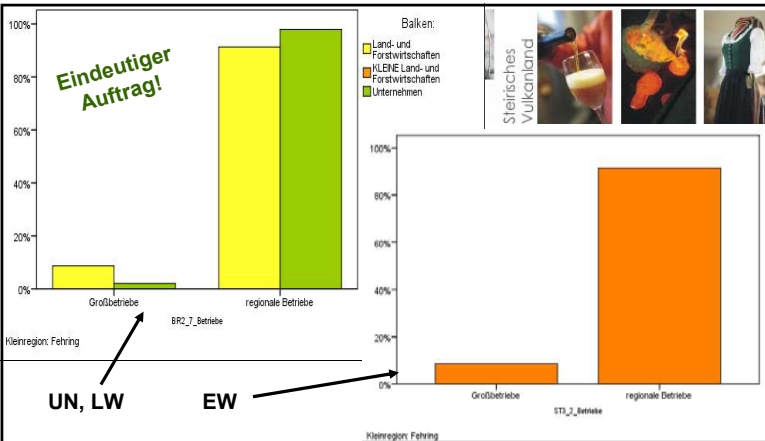 100%
80%
60%
40%
20%
0%
Eindeutiger
Auftrag!
Großbetriebe
regionale Betriebe
BR2_7_Betriebe
Kleinregion: Fehring
Balken:
Land- und
Forstwirtschaften
KLEINE Land- und
Forstwirtschaften
Unternehmen
Steirisches
Vulkanland
100%
80%
60%
40%
20%
0%
Großbetriebe
regionale Betriebe
ST3_2_Betriebe
Kleinregion: Fehring
UN, LW
EW